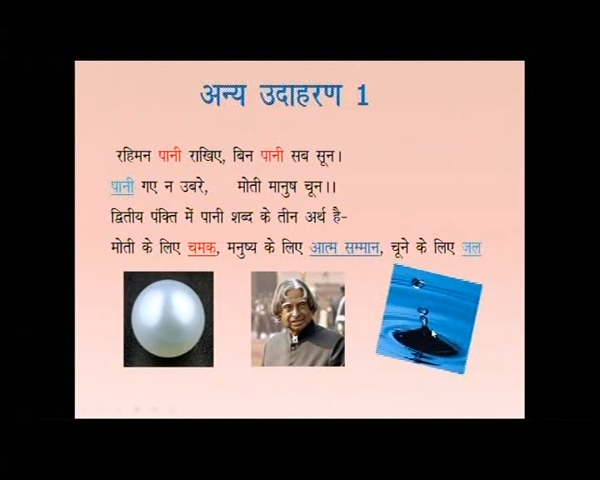 अन्य उदाहरण 1
रहिमन पानी राखिए, बिन पानी सब सून।
पानी गए न उबरे, मोती मानुष चून।।
द्वितीय पंक्ति में पानी शब्द के तीन अर्थ है-
मोती के लिए चमक, मनुष्य के लिए आत्म सम्मान, चूने के लिए जल